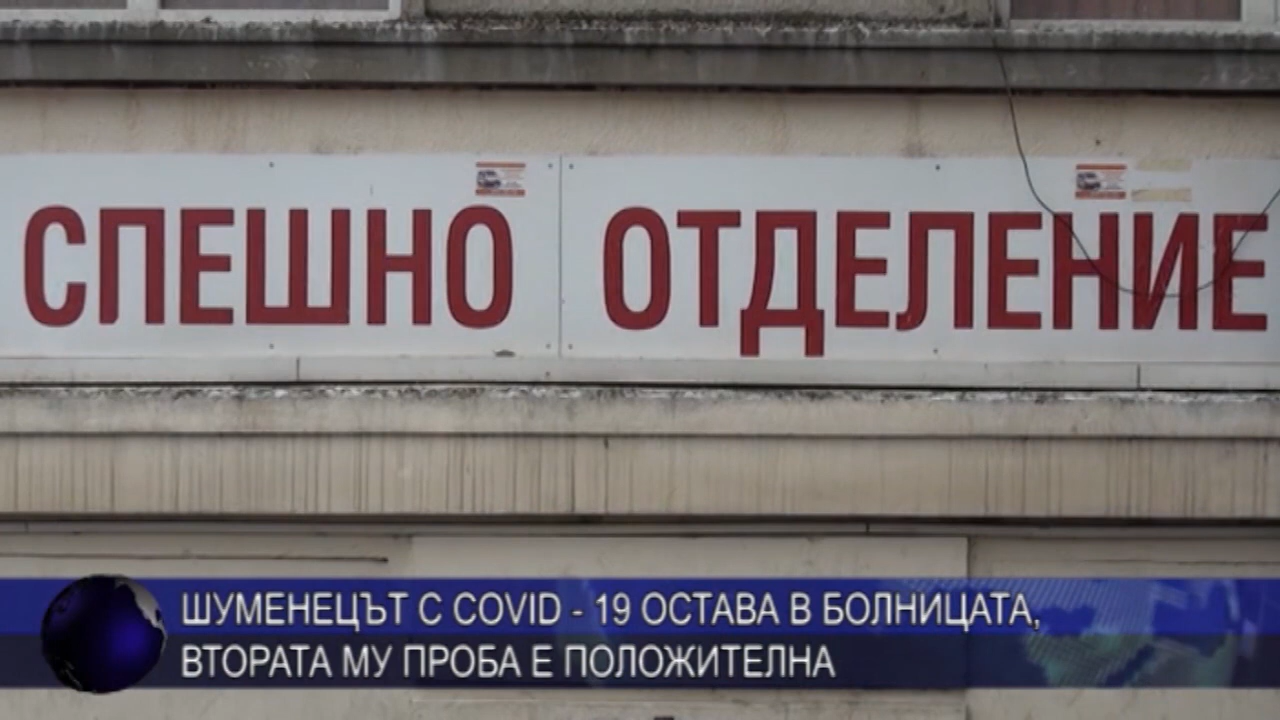 СПЕШНО ОТДЕЛЕНИЕ
ШУМЕНЕЦЪТ С COVID - 19 ОСТАВА В БОЛНИЦАТА,
ВТОРАТА МУ ПРОБА Е ПОЛОЖИТЕЛНА